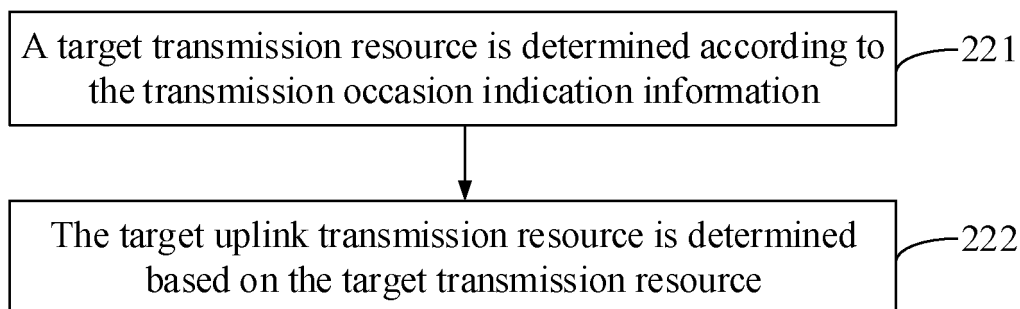 A target transmission resource is determined according to
the transmission occasion indication information
221
The target uplink transmission resource is determined
based on the target transmission resource
222